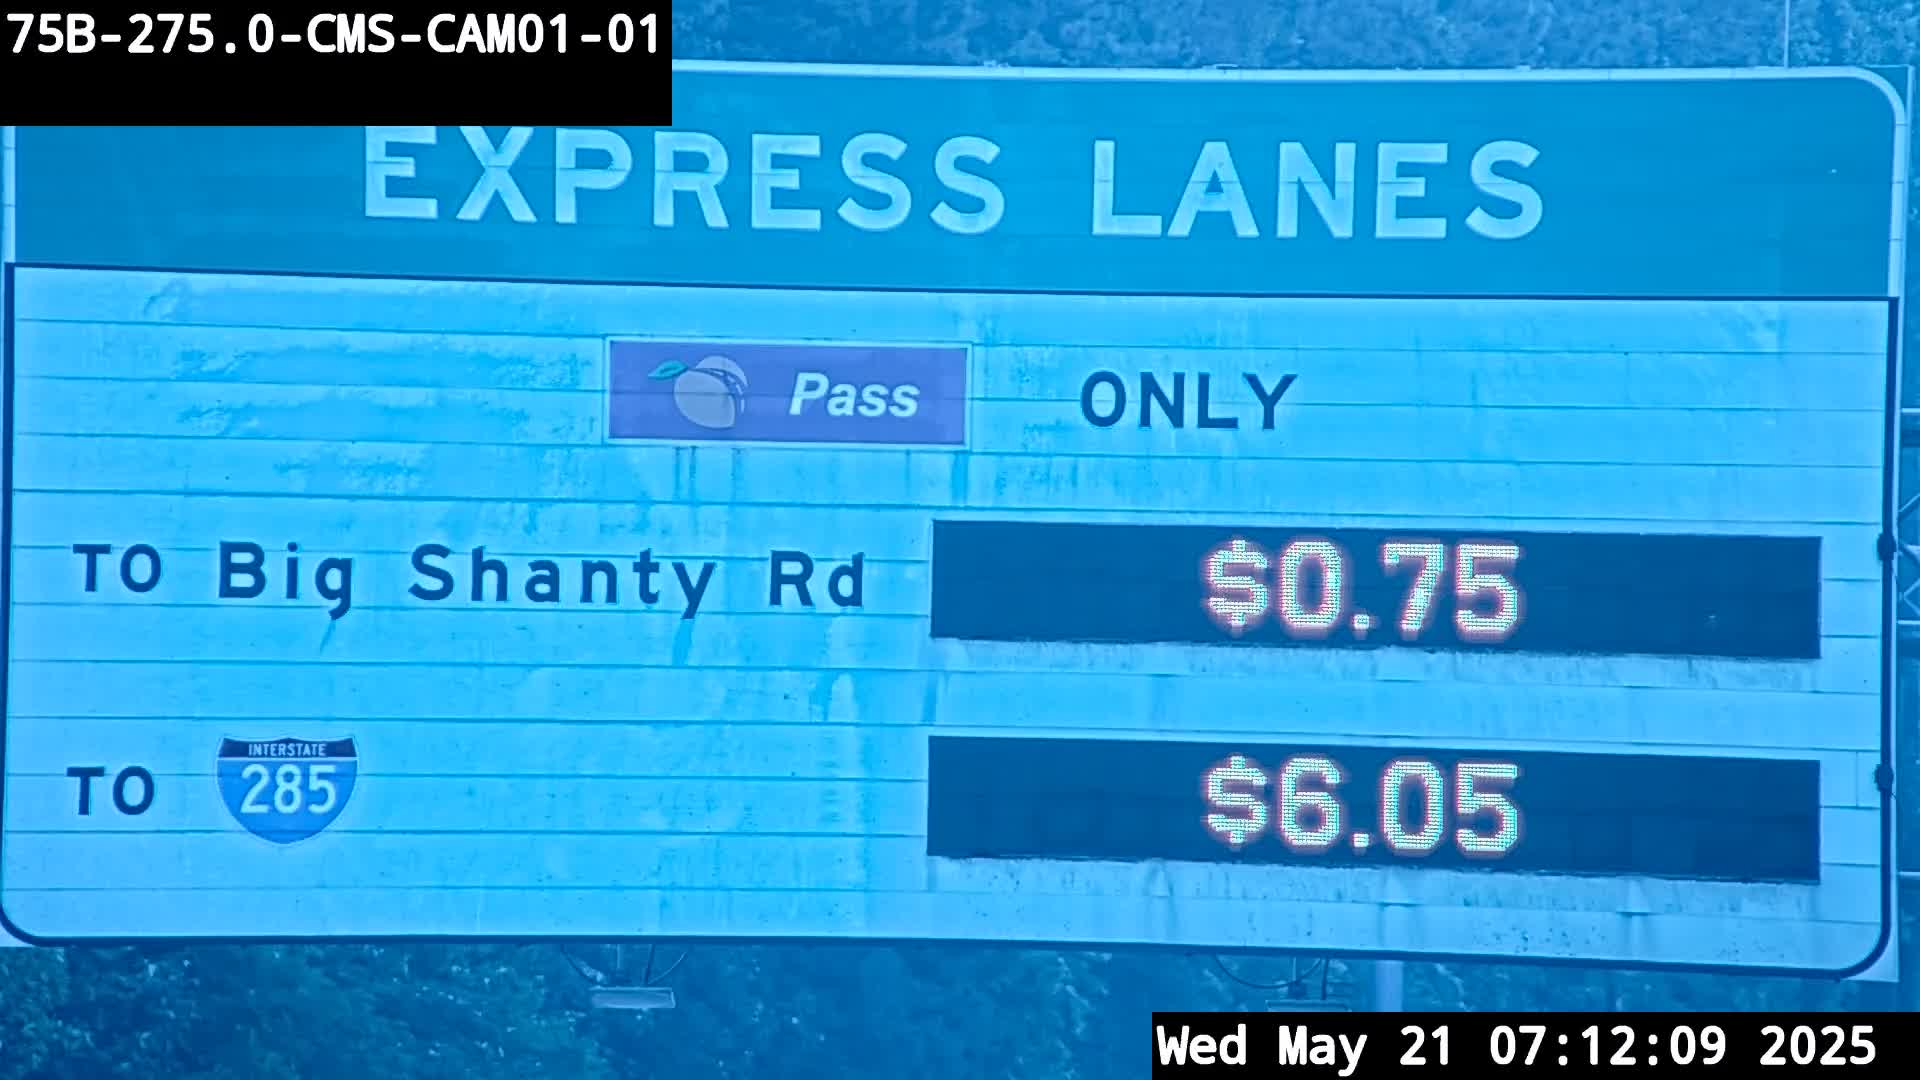 75B-275.0-CMS-CAM01-01
EXPRESS LANES
Pass ONLY
TO Big Shanty Rd $0.75
TO INTERSTATE 285 $6.05
Wed May 21 07:12:09 2025